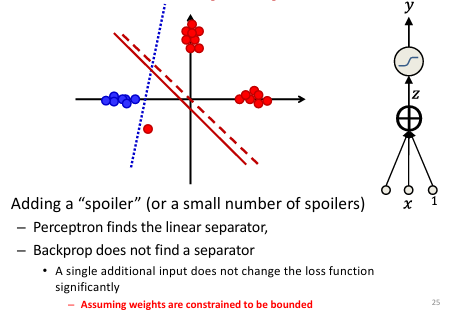 y
z
x
1
Adding a “spoiler” (or a small number of spoilers)
– Perceptron finds the linear separator,
– Backprop does not find a separator
• A single additional input does not change the loss function
significantly
– Assuming weights are constrained to be bounded
25